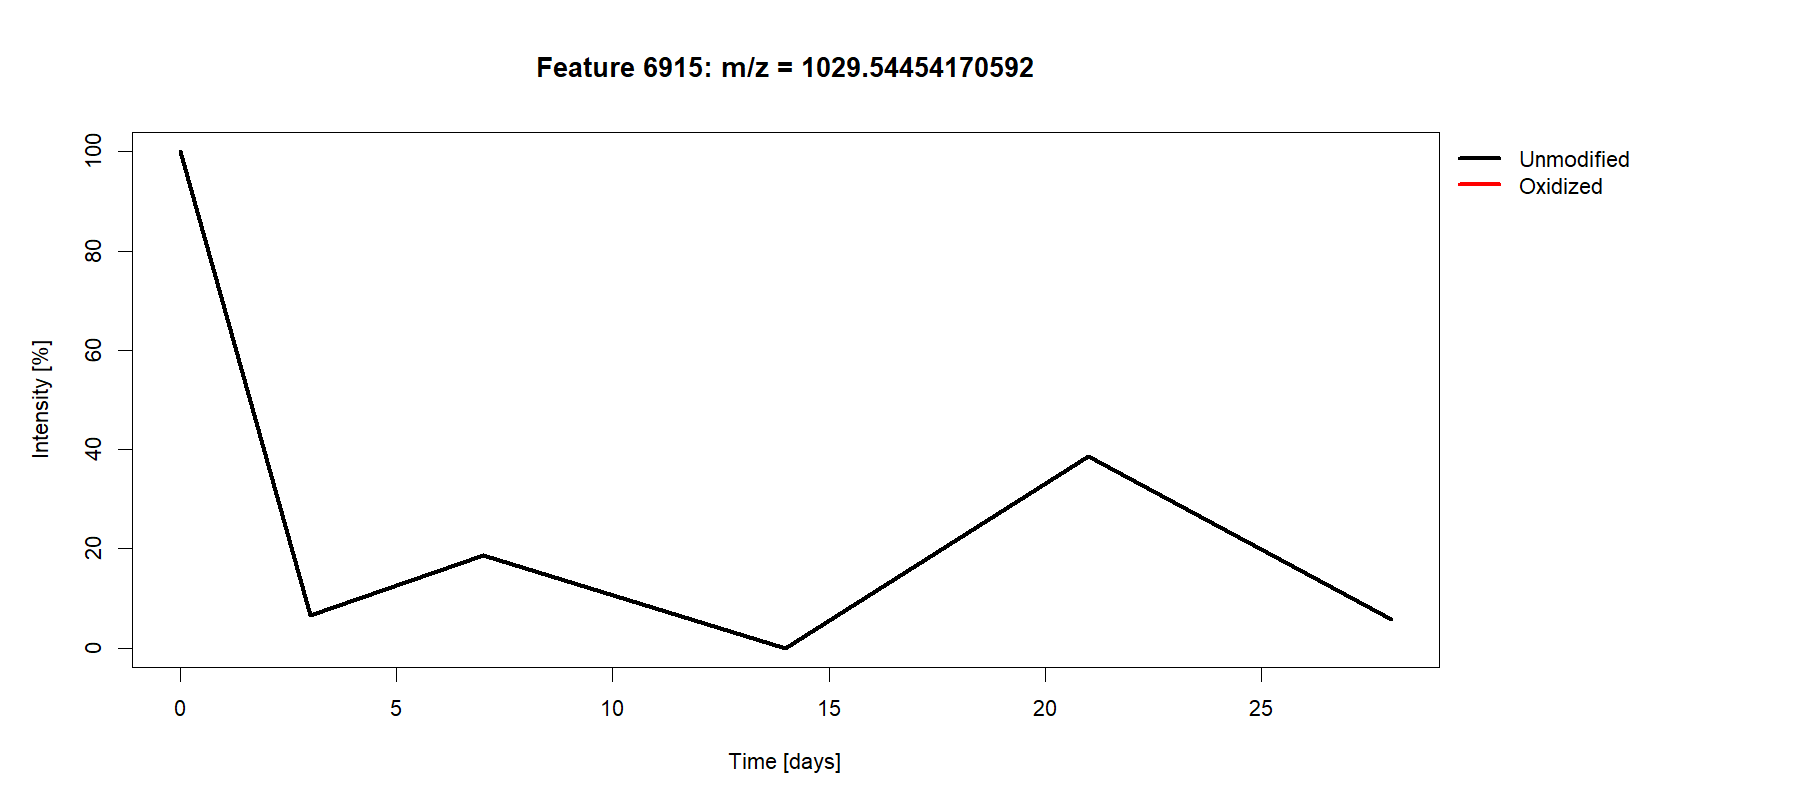 Feature 6915: m/z = 1029.54454170592
Unmodified
Oxidized
Intensity [%]
100
80
60
40
20
0
0 5 10 15 20 25
Time [days]